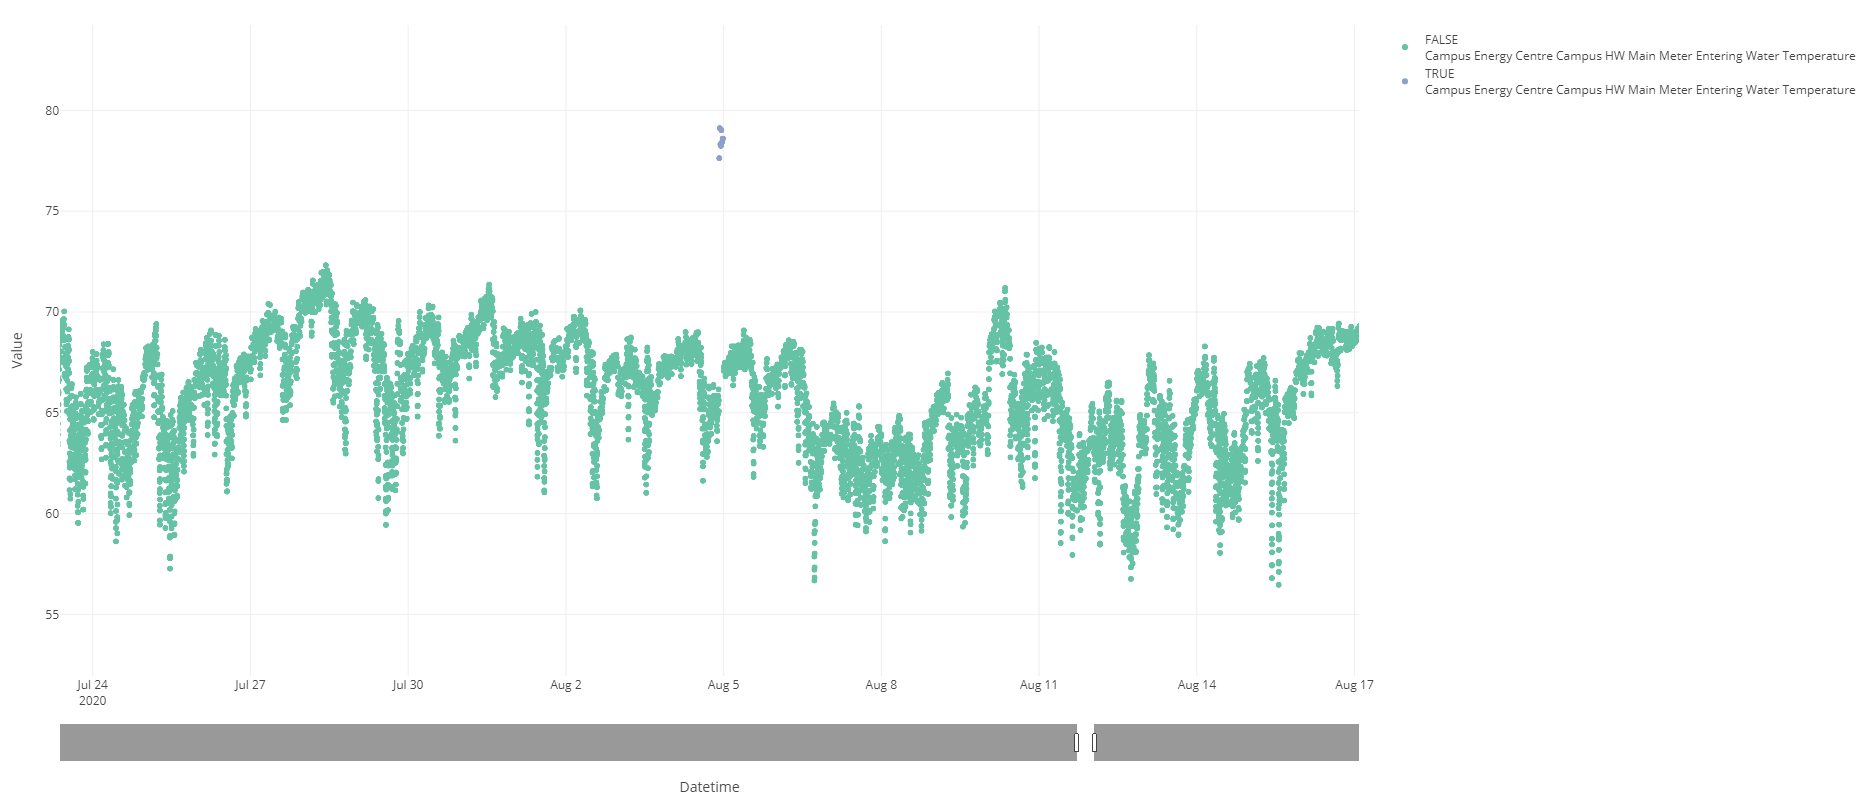 FALSE
Campus Energy Centre Campus HW Main Meter Entering Water Temperature
TRUE
Campus Energy Centre Campus HW Main Meter Entering Water Temperature
80
75
70
65
60
55
Value
Jul 24
2020
Jul 27
Jul 30
Aug 2
Aug 5
Aug 8
Aug 11
Aug 14
Aug 17
Datetime